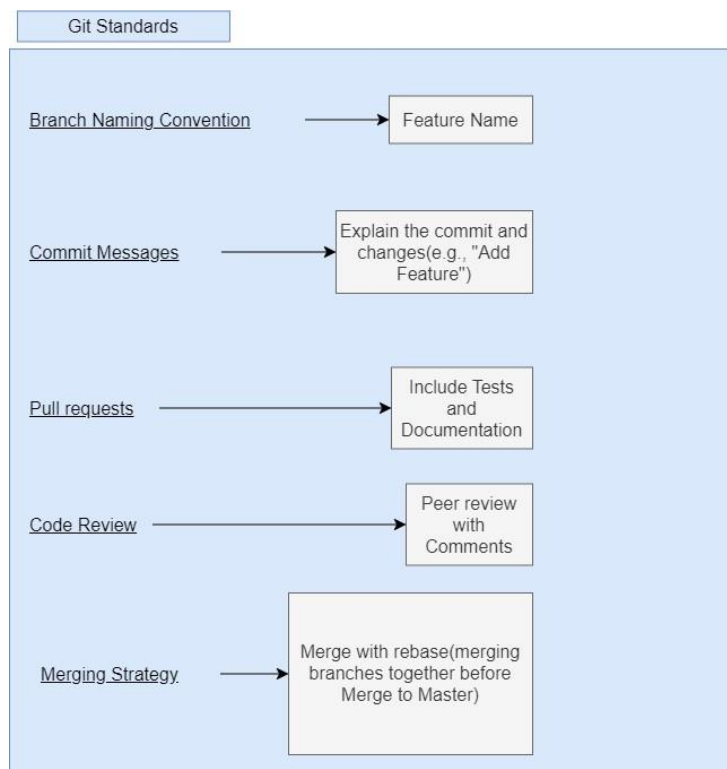 Git Standards
Branch Naming Convention
Feature Name
Commit Messages
Explain the commit and
changes(e.g., "Add
Feature")
Pull requests
Include Tests
and
Documentation
Code Review
Peer review
with
Comments
Merging Strategy
Merge with rebase(merging
branches together before
Merge to Master)